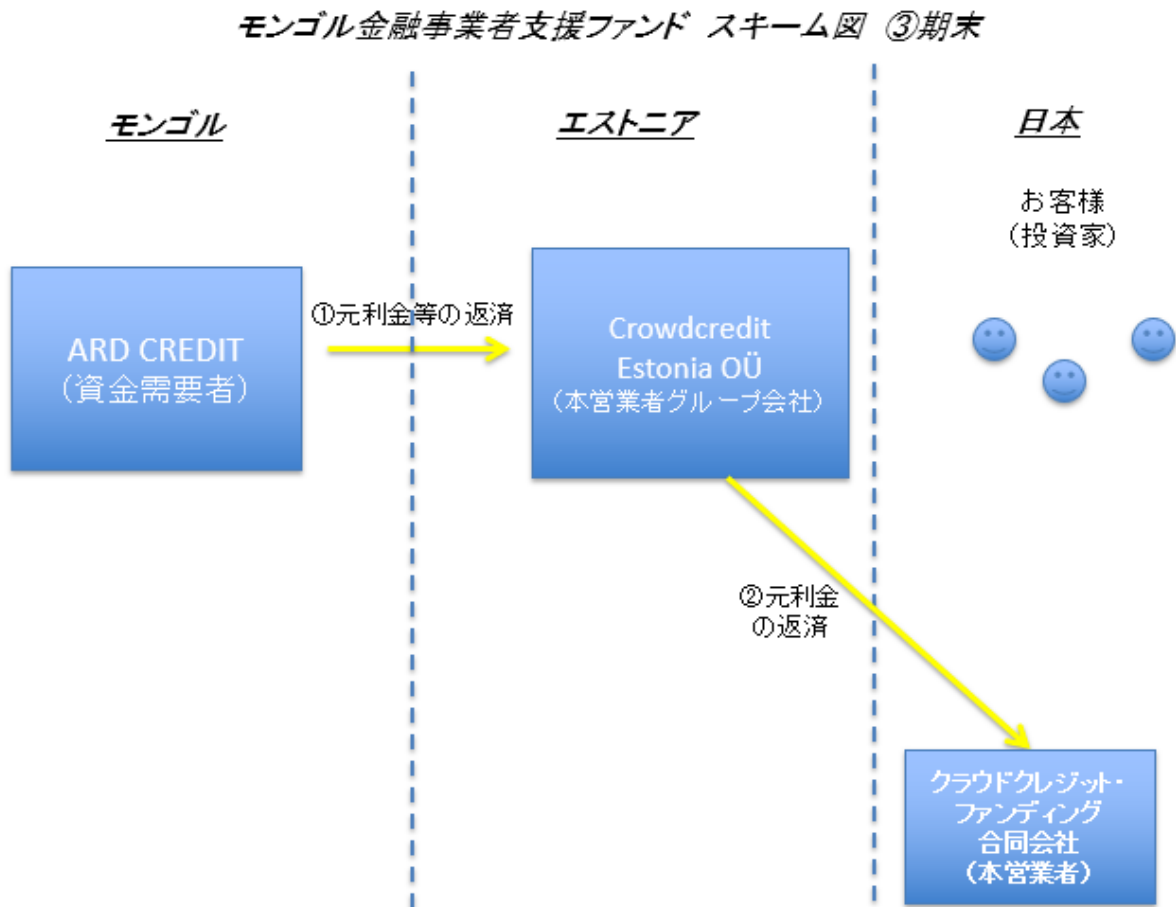 モンゴル金融事業者支援ファンド スキーム図 ③期末
モンゴル
エストニア
日本
お客様
（投資家）
ARD CREDIT
（資金需要者）
①元利金等の返済
Crowdcredit
Estonia OÜ
（本営業者グループ会社）
②元利金
の返済
クラウドクレジット・
ファンディング
合同会社
（本営業者）